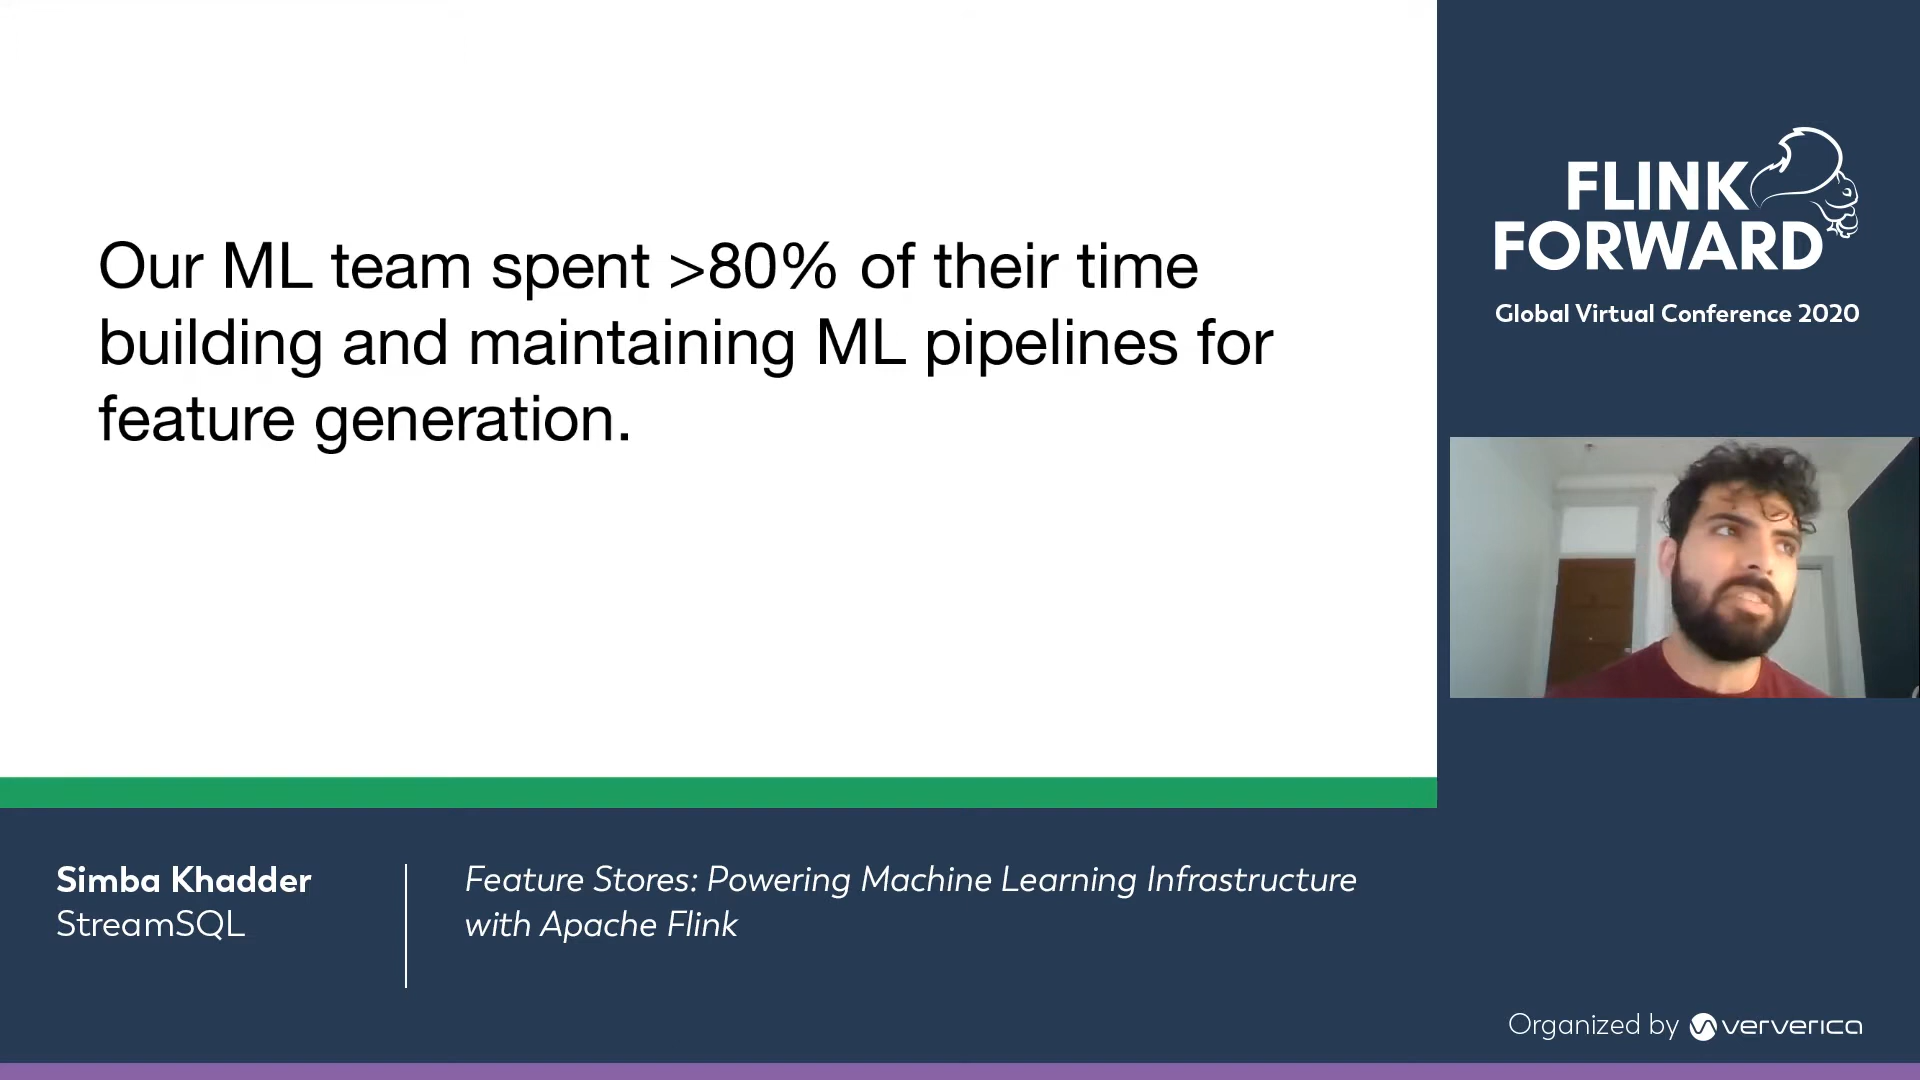 Our ML team spent >80% of their time
building and maintaining ML pipelines for
feature generation.
FLINK
FORWARD
Global Virtual Conference 2020
Simba Khadder
StreamSQL
Feature Stores: Powering Machine Learning Infrastructure
with Apache Flink
Organized by ververica